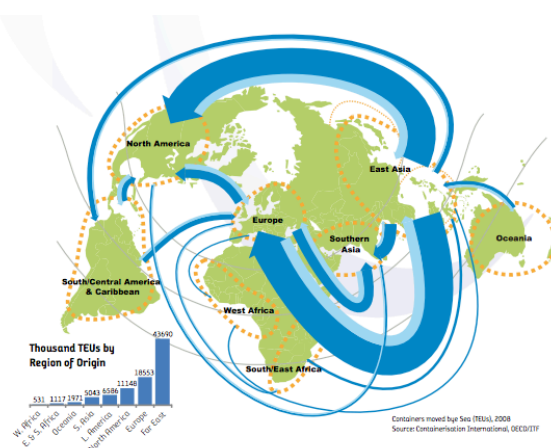 North America
East Asia
Europe
Southern
Asia
Oceania
South/Central America
& Caribbean
West Africa
South/East Africa
Thousand TEUs by
Region of Origin
531
1117
1971
5043
6586
11148
18553
43690
W. Africa
E. & S. Africa
Oceania
S. Asia
L. America
North America
Europe
Far East
Containers moved bye Sea (TEUs), 2008
Source: Containerisation International, OECD/ITF